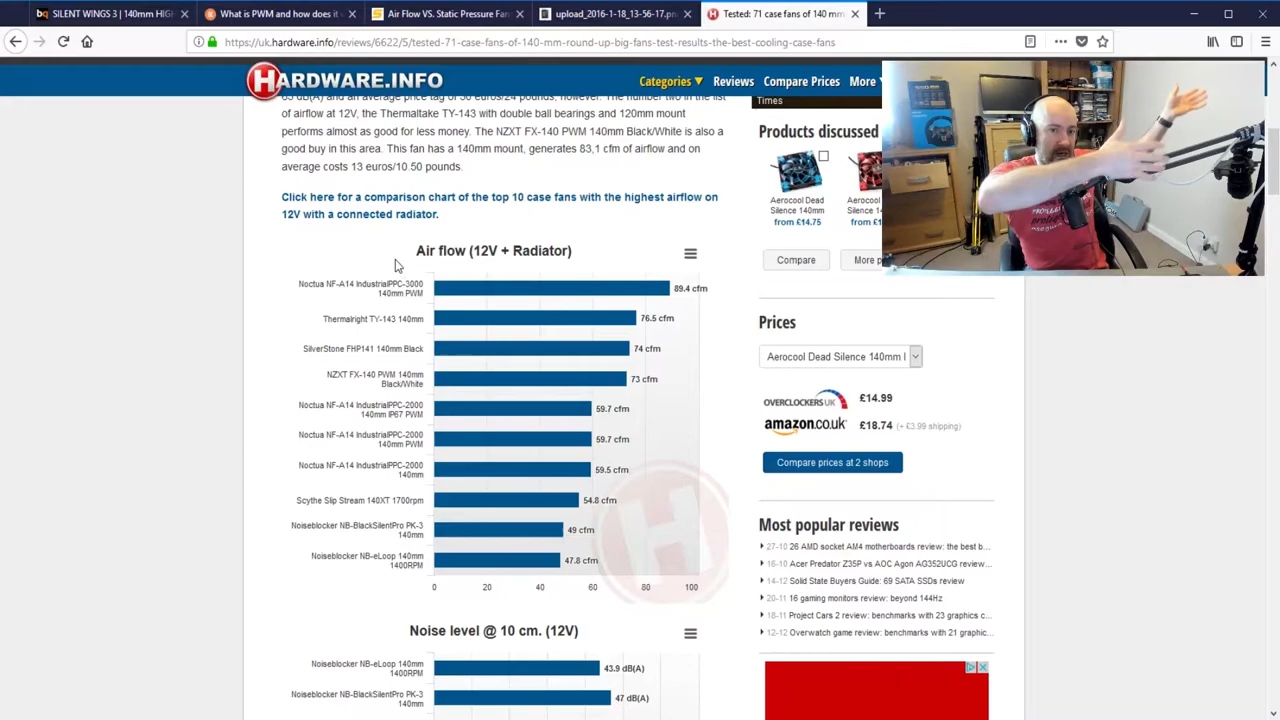 SILENT WINGS 3 | 140mm HIGH
What is PWM and how does it
Air Flow VS. Static Pressure Fan
upload_2016-1-18_13-56-17.pn
Tested: 71 case fans of 140 mm
https://uk.hardware.info/reviews/6622/5/tested-71-case-fans-of-140-mm-round-up-big-fans-test-results-the-best-cooling-case-fans
HARDWARE.INFO
Categories
Reviews
Compare Prices
More
63 dB(A) and an average price tag of 30 euros/24 pounds, however. The number two in the list
of airflow at 12V, the Thermaltake TY-143 with double ball bearings and 120mm mount
performs almost as good for less money. The NZXT FX-140 PWM 140mm Black/White is also a
good buy in this area. This fan has a 140mm mount, generates 83,1 cfm of airflow and on
average costs 13 euros/10.50 pounds.
Click here for a comparison chart of the top 10 case fans with the highest airflow on
12V with a connected radiator.
Air flow (12V + Radiator)
Noctua NF-A14 IndustrialPPC-3000
140mm PWM
89.4 cfm
Thermalright TY-143 140mm
76.5 cfm
SilverStone FHP141 140mm Black
74 cfm
NZXT FX-140 PWM 140mm
Black/White
73 cfm
Noctua NF-A14 IndustrialPPC-2000
140mm IP67 PWM
59.7 cfm
Noctua NF-A14 IndustrialPPC-2000
140mm PWM
59.7 cfm
Noctua NF-A14 IndustrialPPC-2000
140mm
59.5 cfm
Scythe Slip Stream 140XT 1700rpm
54.8 cfm
Noiseblocker NB-BlackSilentPro PK-3
140mm
49 cfm
Noiseblocker NB-eLoop 140mm
1400RPM
47.8 cfm
0 20 40 60 80 100
Noise level @ 10 cm. (12V)
Noiseblocker NB-eLoop 140mm
1400RPM
43.9 dB(A)
Noiseblocker NB-BlackSilentPro PK-3
140mm
47 dB(A)
Times
Products discussed
Aerocool Dead
Silence 140mm
from £14.75
Aeroc
Silenc
from £1
Compare
More p
Prices
Aerocool Dead Silence 140mm
OVERCLOCKERS UK
£14.99
amazon.co.uk
£18.74 (+ £3.99 shipping)
Compare prices at 2 shops
Most popular reviews
27-10 26 AMD socket AM4 motherboards review: the best b...
16-10 Acer Predator Z35P vs AOC Agon AG352UCG review...
14-12 Solid State Buyers Guide: 69 SATA SSDs review
20-11 16 gaming monitors review: beyond 144Hz
18-11 Project Cars 2 review: benchmarks with 23 graphics c...
12-12 Overwatch game review: benchmarks with 21 graphic...